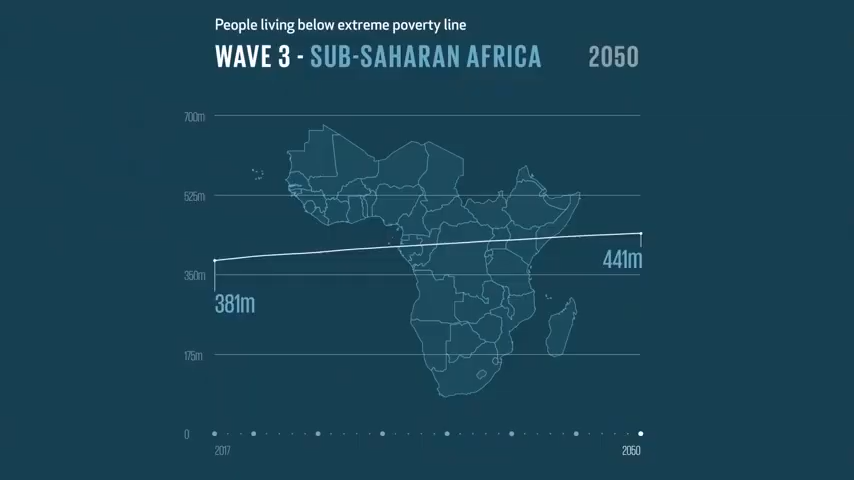 People living below extreme poverty line
WAVE 3 - SUB-SAHARAN AFRICA 2050
700m
525m
441m
350m
381m
175m
0
2017 2050